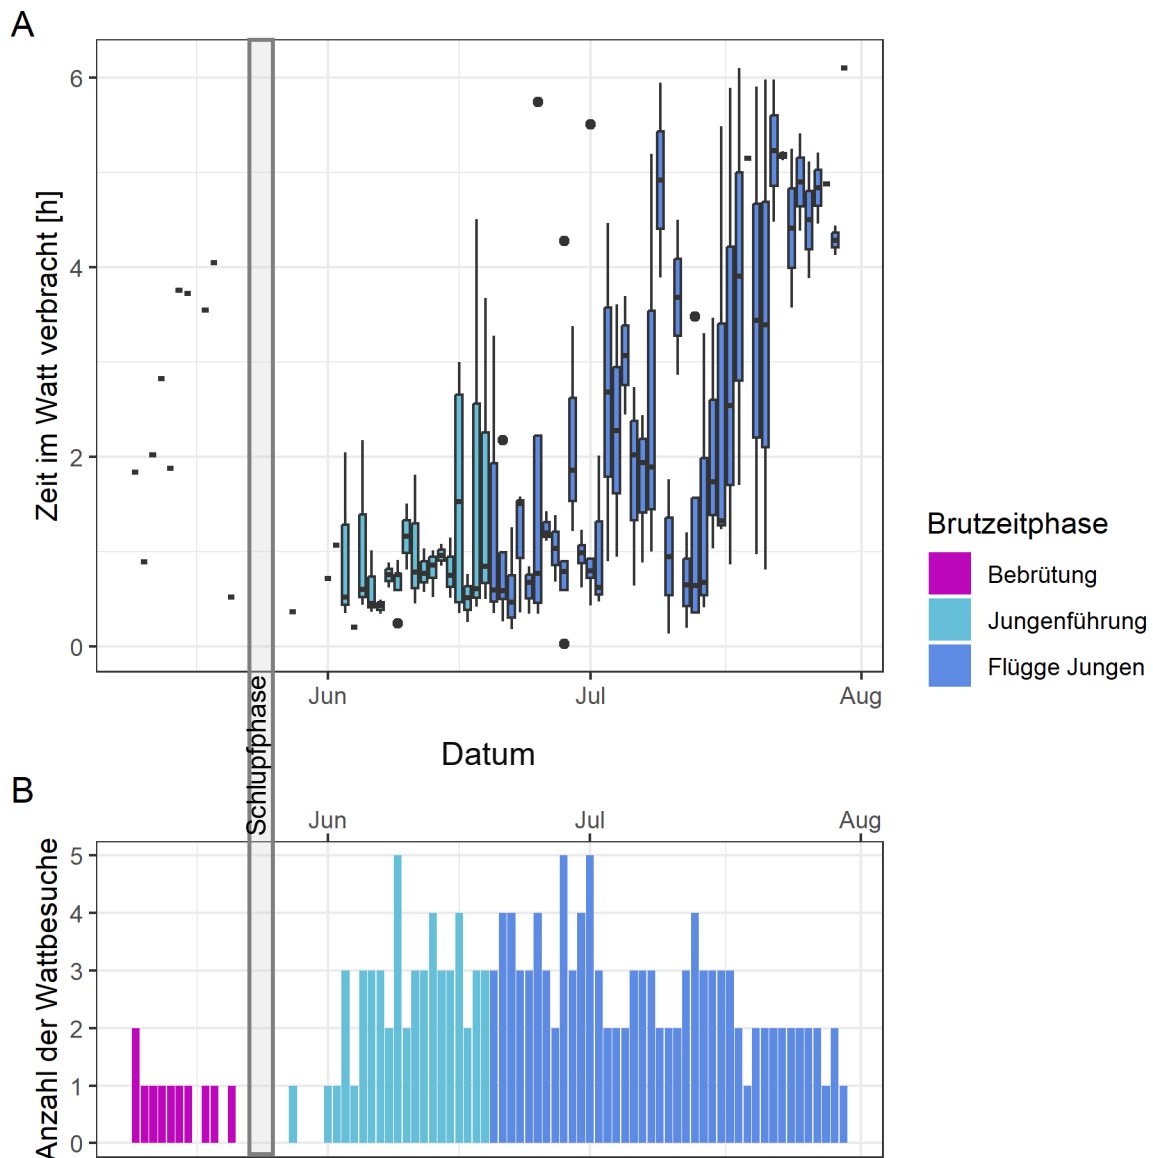 A
Zeit im Watt verbracht [h]
6
4
2
0
Jun
Jul
Aug
Datum
Schlupfphase
Brutzeitphase
Bebrütung
Jungenführung
Flügge Jungen
B
Jun
Jul
Aug
Anzahl der Wattbesuche
5
4
3
2
1
0